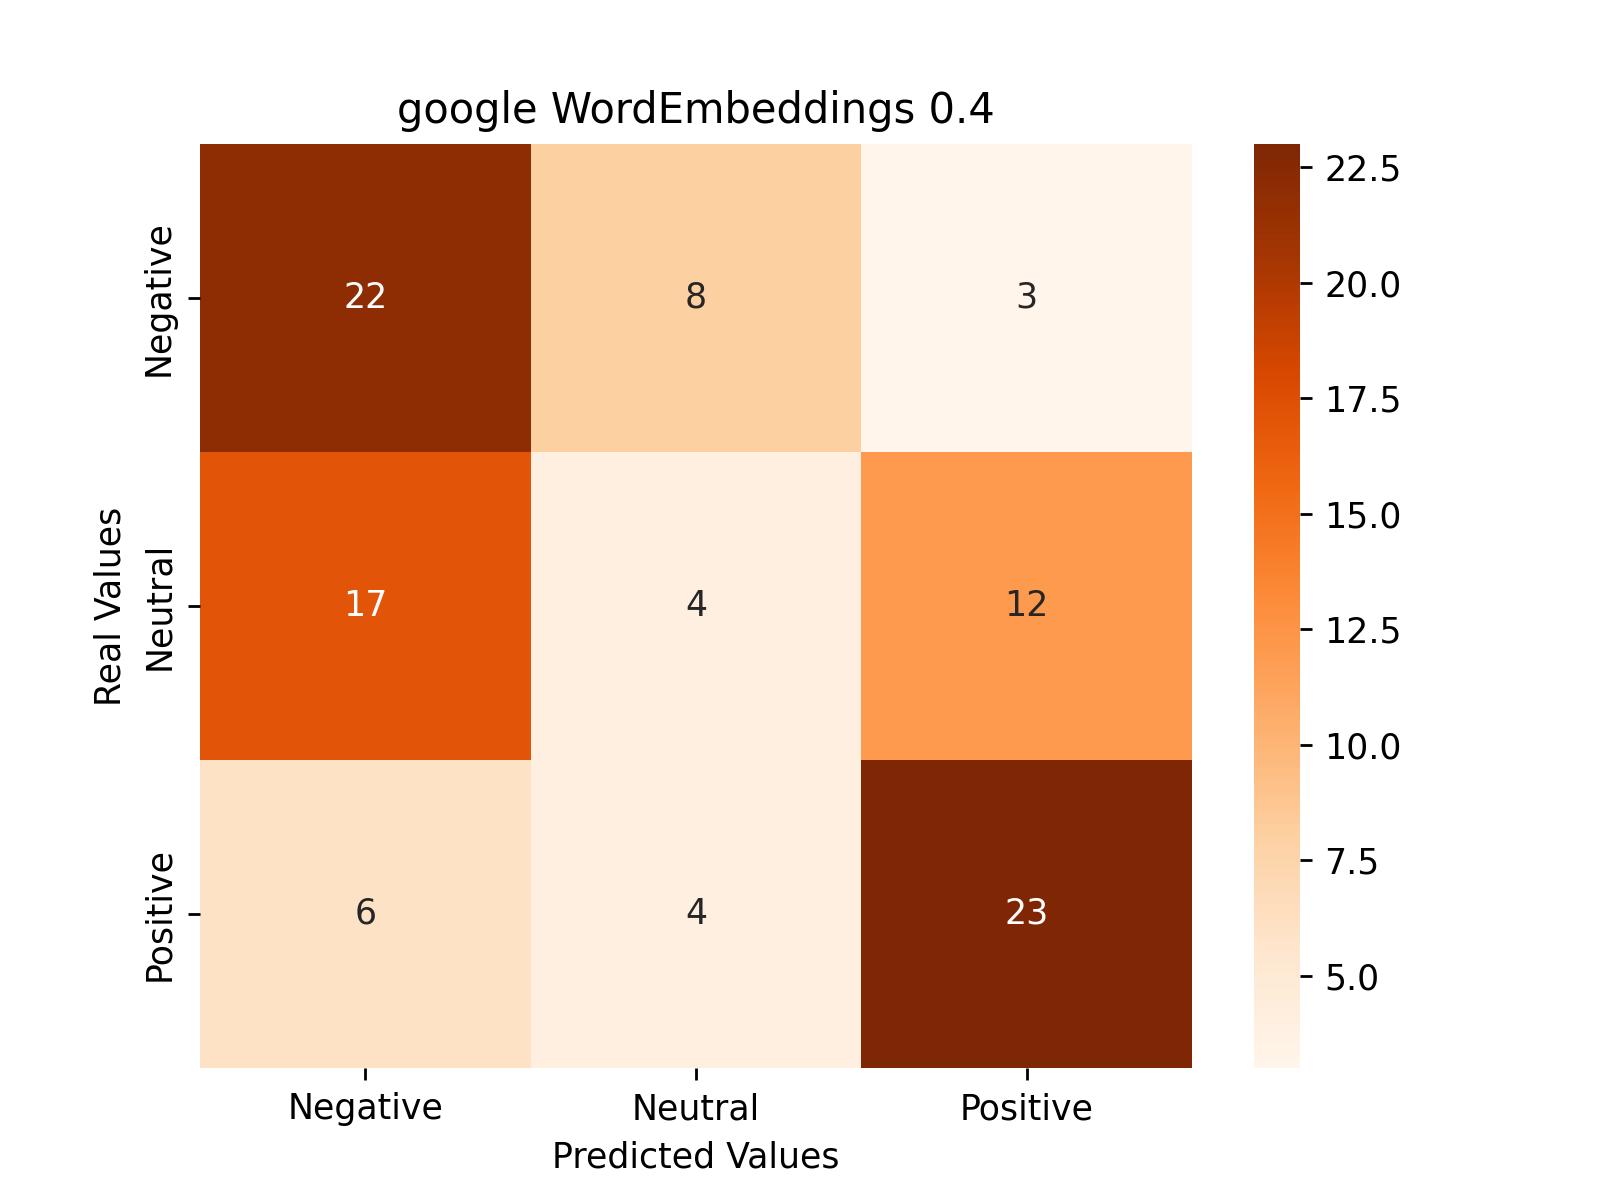 google WordEmbeddings 0.4
Real Values
Negative
22 8 3
Neutral
17 4 12
Positive
6 4 23
Negative Neutral Positive
Predicted Values
22.5
20.0
17.5
15.0
12.5
10.0
7.5
5.0